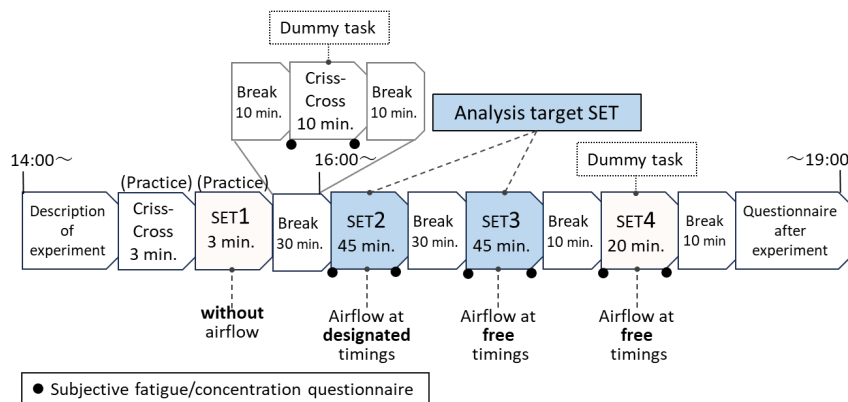 Dummy task
Break
10 min.
Criss-
Cross
10 min.
Break
10 min.
Analysis target SET
14:00～
16:00～
～19:00
Dummy task
(Practice)
(Practice)
Description
of
experiment
Criss-
Cross
3 min.
SET1
3 min.
Break
30 min.
SET2
45 min.
Break
30 min.
SET3
45 min.
Break
10 min.
SET4
20 min.
Break
10 min
Questionnaire
after
experiment
without
airflow
Airflow at
designated
timings
Airflow at
free
timings
Airflow at
free
timings
● Subjective fatigue/concentration questionnaire